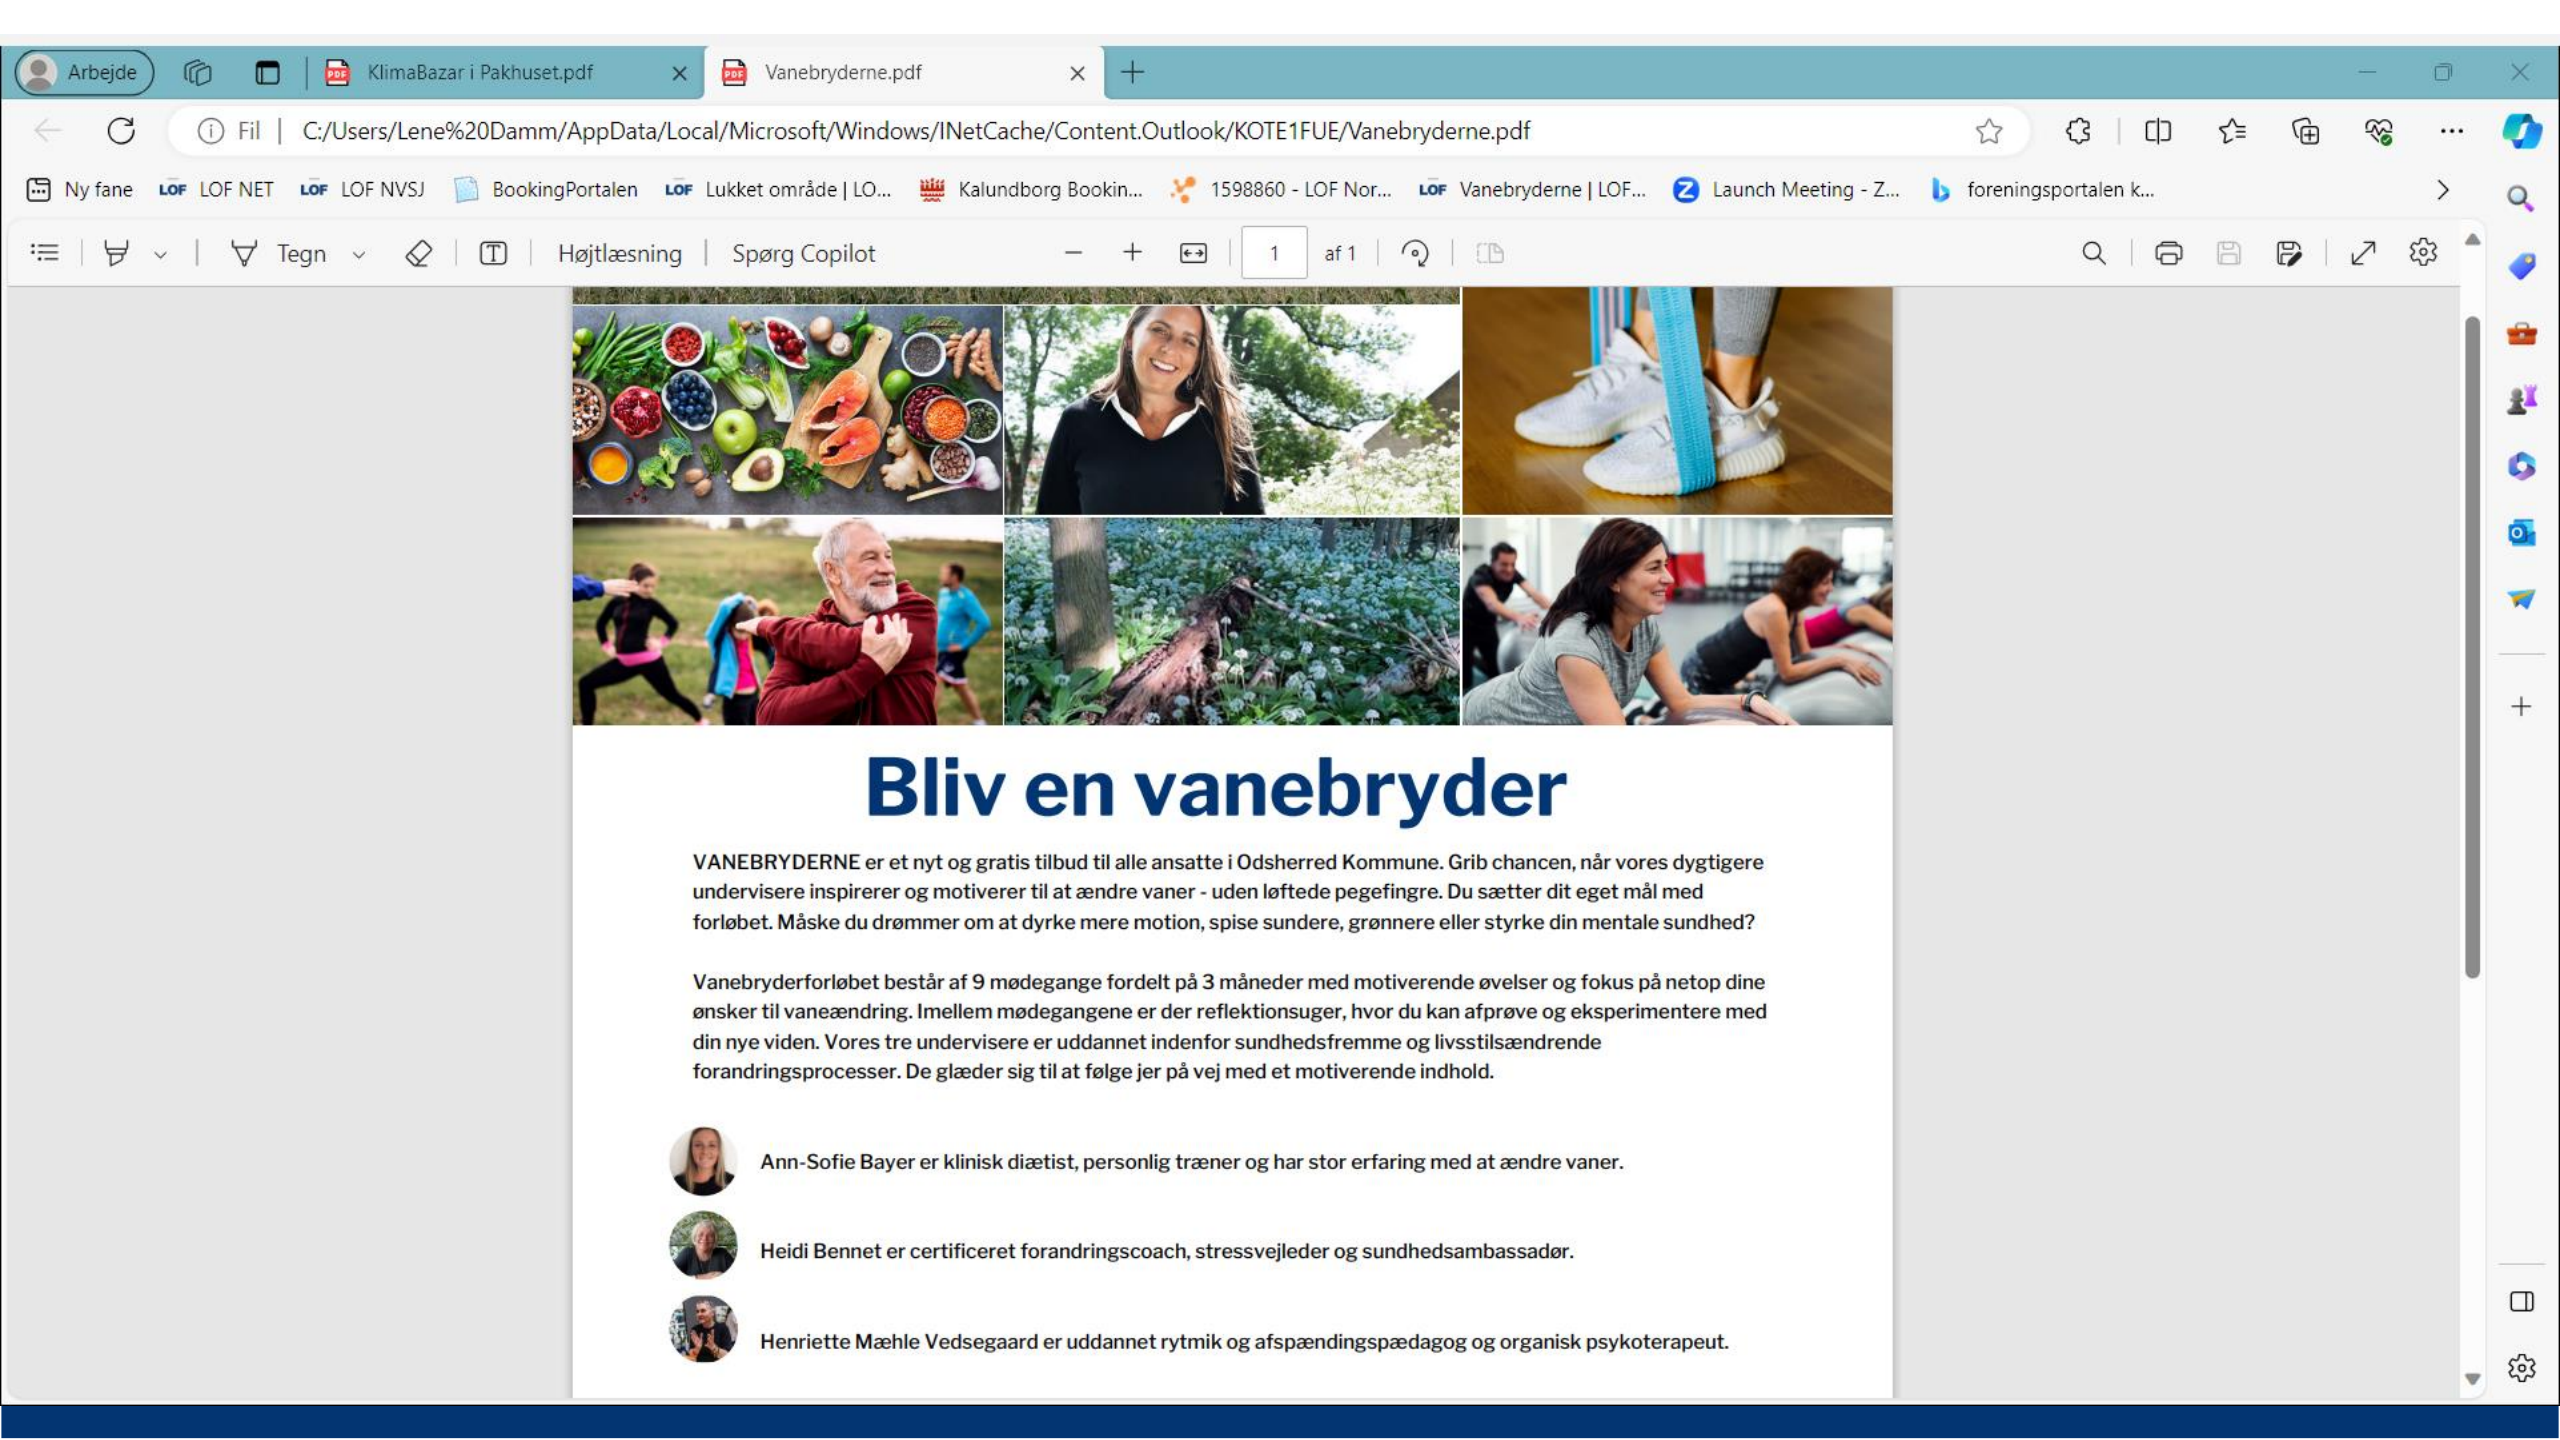 Arbejde
KlimaBazar i Pakhuset.pdf
Vanebryderne.pdf
Fil
C:/Users/Lene%20Damm/AppData/Local/Microsoft/Windows/INetCache/Content.Outlook/KOTE1FUE/Vanebryderne.pdf
Ny fane
LOF LOF NET
LOF LOF NVSJ
BookingPortalen
LOF Lukket område | LO...
Kalundborg Bookin...
1598860 - LOF Nor...
LOF Vanebryderne | LOF...
Launch Meeting - Z...
foreningsportalen k...
Tegn
Højtlæsning
Spørg Copilot
1
af 1
Bliv en vanebryder
VANEBRYDERNE er et nyt og gratis tilbud til alle ansatte i Odsherred Kommune. Grib chancen, når vores dygtigere
undervisere inspirerer og motiverer til at ændre vaner - uden løftede pegefingre. Du sætter dit eget mål med
forløbet. Måske du drømmer om at dyrke mere motion, spise sundere, grønnere eller styrke din mentale sundhed?
Vanebryderforløbet består af 9 mødegange fordelt på 3 måneder med motiverende øvelser og fokus på netop dine
ønsker til vaneændring. Imellem mødegangene er der reflektionsuger, hvor du kan afprøve og eksperimentere med
din nye viden. Vores tre undervisere er uddannet indenfor sundhedsfremme og livsstilsændrende
forandringsprocesser. De glæder sig til at følge jer på vej med et motiverende indhold.
Ann-Sofie Bayer er klinisk diætist, personlig træner og har stor erfaring med at ændre vaner.
Heidi Bennet er certificeret forandringscoach, stressvejleder og sundhedsambassadør.
Henriette Mæhle Vedsegaard er uddannet rytmik og afspændingspædagog og organisk psykoterapeut.